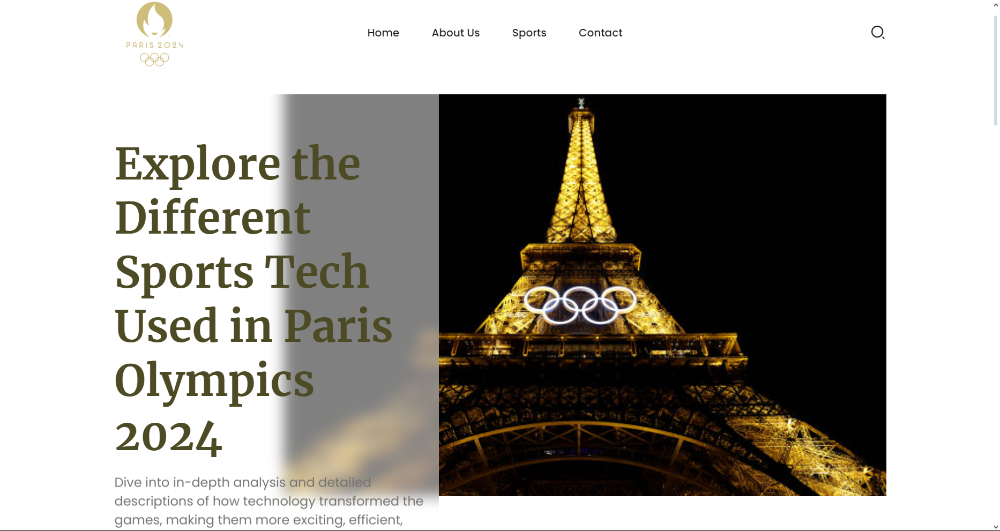 PARIS 2024
Home
About Us
Sports
Contact
Explore the
Different
Sports Tech
Used in Paris
Olympics
2024
Dive into in-depth analysis and detailed
descriptions of how technology transformed the
games, making them more exciting, efficient,